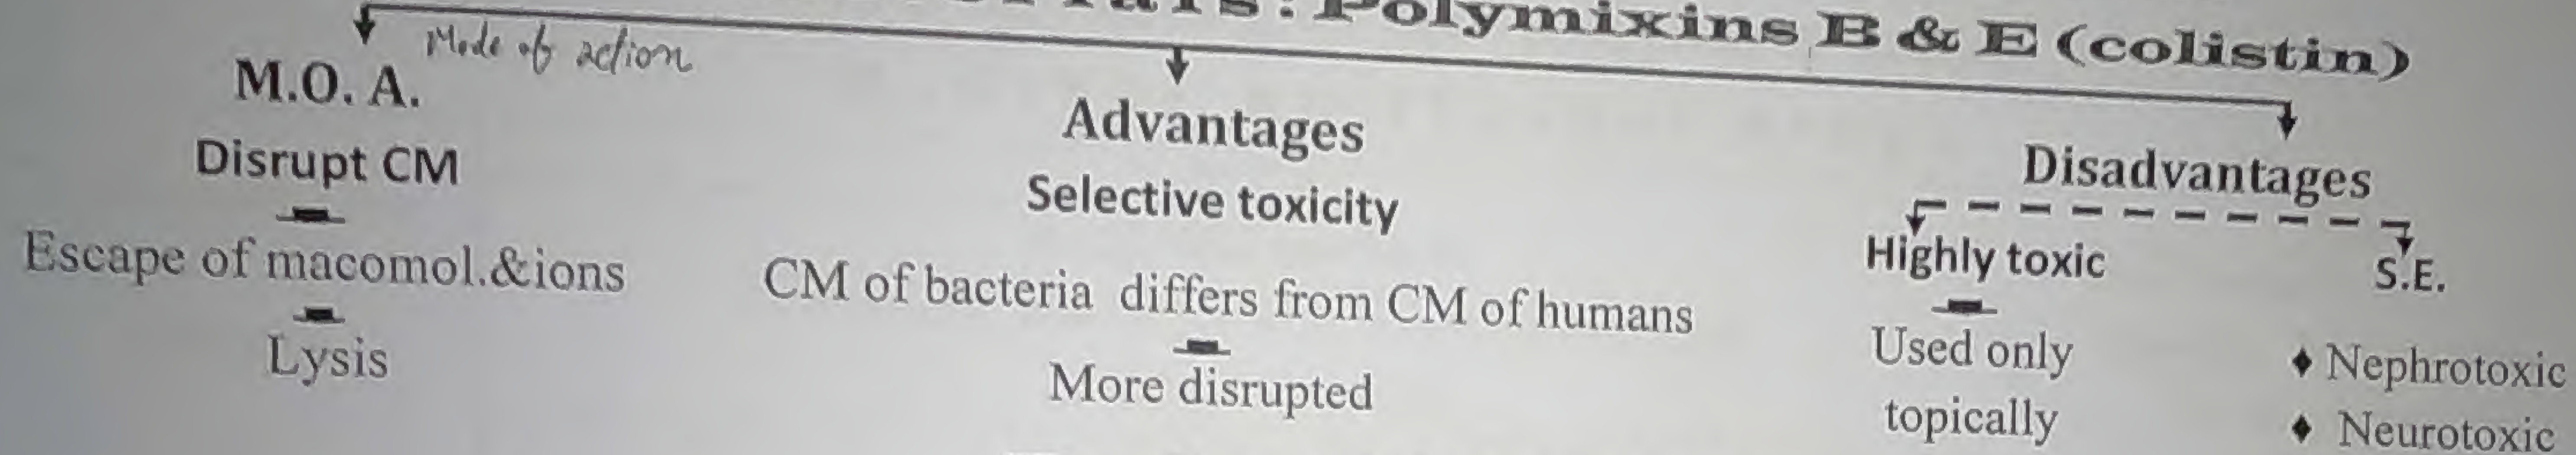 Polymixins B & E (colistin)
Mode of action
M.O. A.
Disrupt CM
Escape of macomol.&ions
Lysis
Advantages
Selective toxicity
CM of bacteria differs from CM of humans
More disrupted
Disadvantages
Highly toxic
Used only
topically
S.E.
♦ Nephrotoxic
♦ Neurotoxic